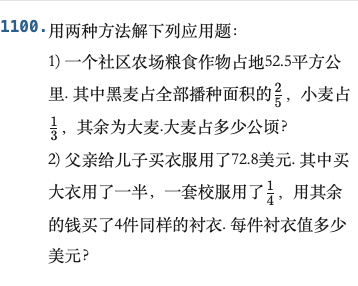 1100. 用两种方法解下列应用题：
1) 一个社区农场粮食作物占地52.5平方公
里. 其中黑麦占全部播种面积的2/5，小麦占
1/3，其余为大麦.大麦占多少公顷?
2) 父亲给儿子买衣服用了72.8美元. 其中买
大衣用了一半，一套校服用了1/4，用其余
的钱买了4件同样的衬衣. 每件衬衣值多少
美元?